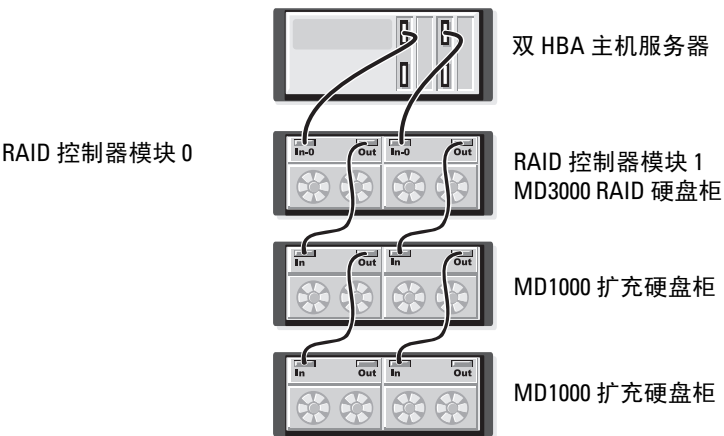 双 HBA 主机服务器
RAID 控制器模块 0
In-0 Out In-0 Out
RAID 控制器模块 1
MD3000 RAID 硬盘柜
In Out In Out
MD1000 扩充硬盘柜
In Out In Out
MD1000 扩充硬盘柜